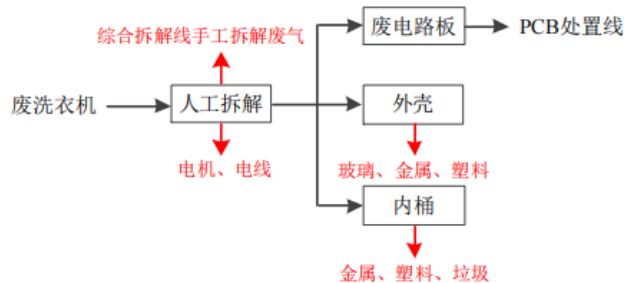 综合拆解线手工拆解废气
废电路板
PCB处置线
废洗衣机
人工拆解
外壳
电机、电线
玻璃、金属、塑料
内桶
金属、塑料、垃圾